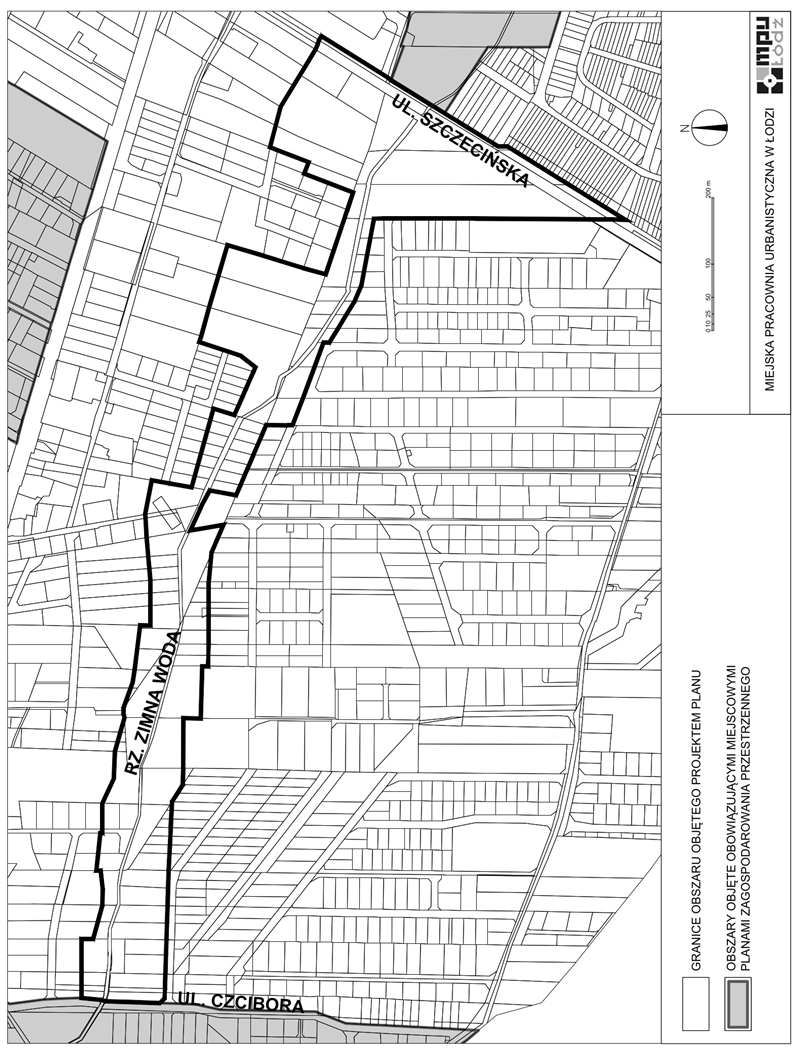 UL. SZCZECIŃSKA
RZ. ZIMNA WODA
UL. CZCIBORA
GRANICE OBSZARU OBJĘTEGO PROJEKTEM PLANU
OBSZARY OBJĘTE OBOWIĄZUJĄCYMI MIEJSCOWYMI
PLANAMI ZAGOSPODAROWANIA PRZESTRZENNEGO
N
0 10 25 50 100 200 m
MIEJSKA PRACOWNIA URBANISTYCZNA W ŁODZI
mpu
Łódź